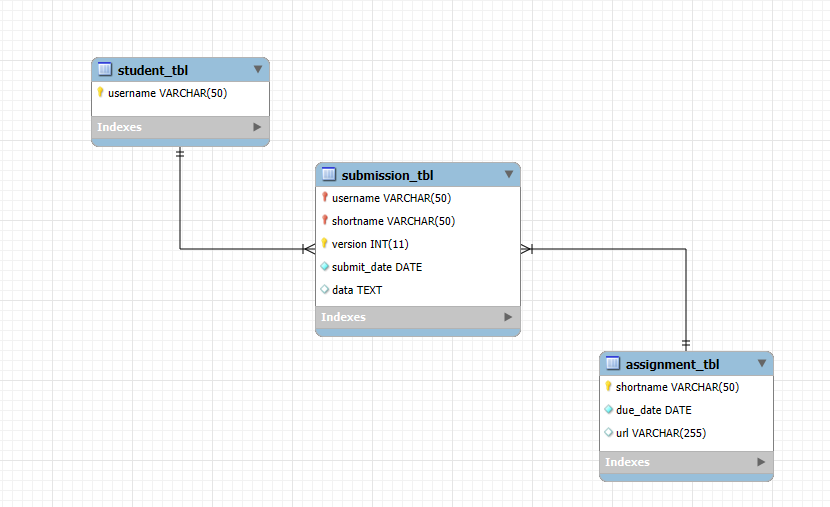 student_tbl
username VARCHAR(50)
Indexes
submission_tbl
username VARCHAR(50)
shortname VARCHAR(50)
version INT(11)
submit_date DATE
data TEXT
Indexes
assignment_tbl
shortname VARCHAR(50)
due_date DATE
url VARCHAR(255)
Indexes